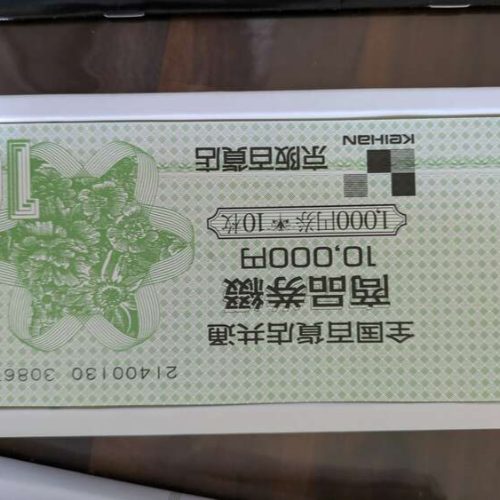 全国百貨店共通
商品券綴
10,000円
1,000円券 ※ 10枚
KeiHan
京阪百貨店
21400130 3086
1